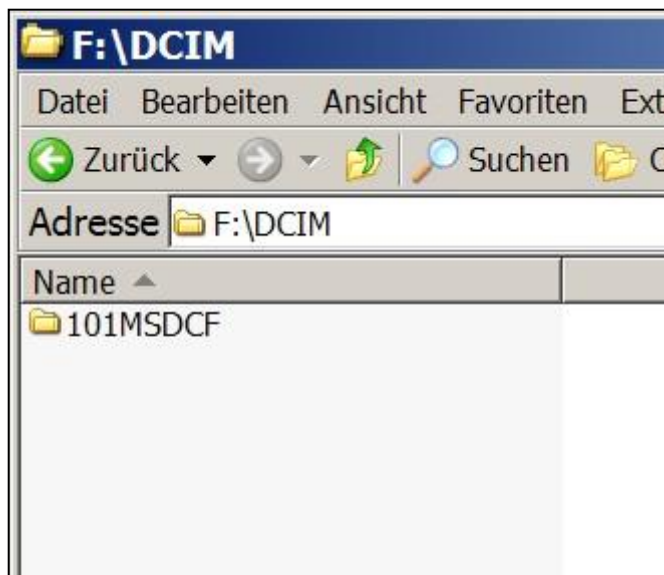 F:\DCIM
Datei Bearbeiten Ansicht Favoriten
Zurück Suchen
Adresse F:\DCIM
Name
101MSDCF